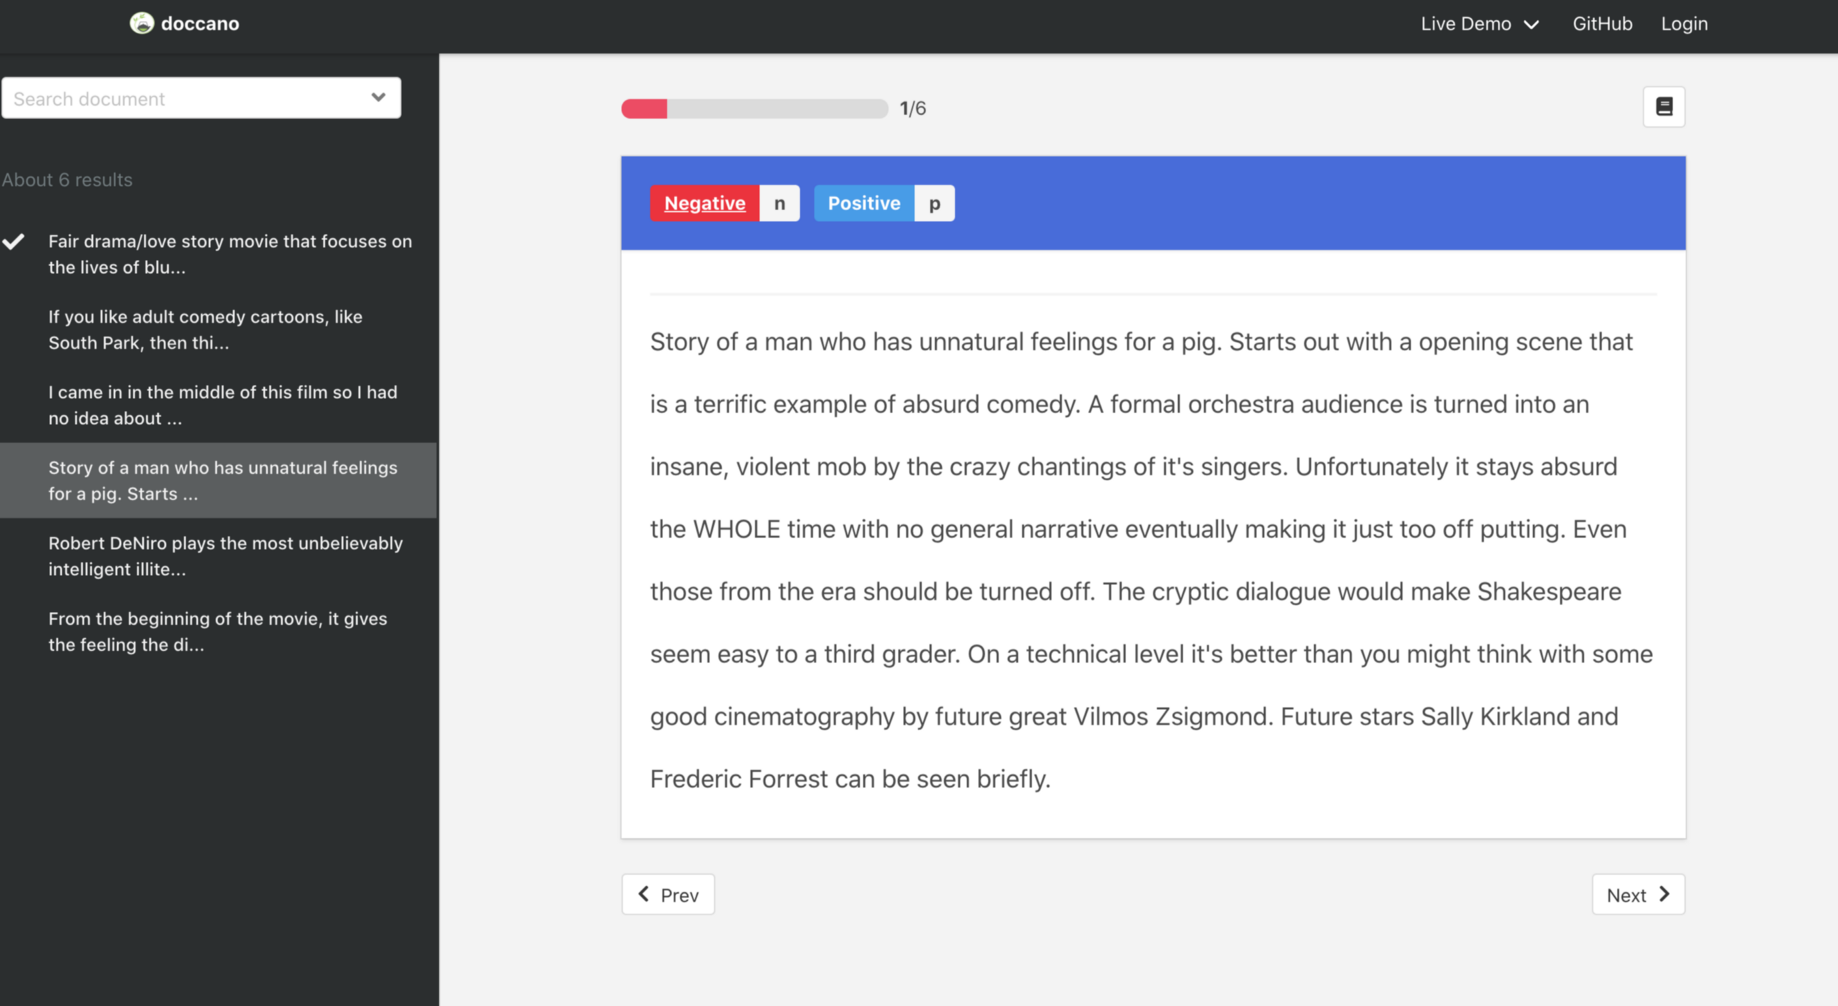 doccano
Live Demo
GitHub
Login
Search document
About 6 results
Fair drama/love story movie that focuses on
the lives of blu...
If you like adult comedy cartoons, like
South Park, then thi...
I came in in the middle of this film so I had
no idea about ...
Story of a man who has unnatural feelings
for a pig. Starts ...
Robert DeNiro plays the most unbelievably
intelligent illite...
From the beginning of the movie, it gives
the feeling the di...
1/6
Negative n Positive p
Story of a man who has unnatural feelings for a pig. Starts out with a opening scene that
is a terrific example of absurd comedy. A formal orchestra audience is turned into an
insane, violent mob by the crazy chantings of it's singers. Unfortunately it stays absurd
the WHOLE time with no general narrative eventually making it just too off putting. Even
those from the era should be turned off. The cryptic dialogue would make Shakespeare
seem easy to a third grader. On a technical level it's better than you might think with some
good cinematography by future great Vilmos Zsigmond. Future stars Sally Kirkland and
Frederic Forrest can be seen briefly.
Prev
Next